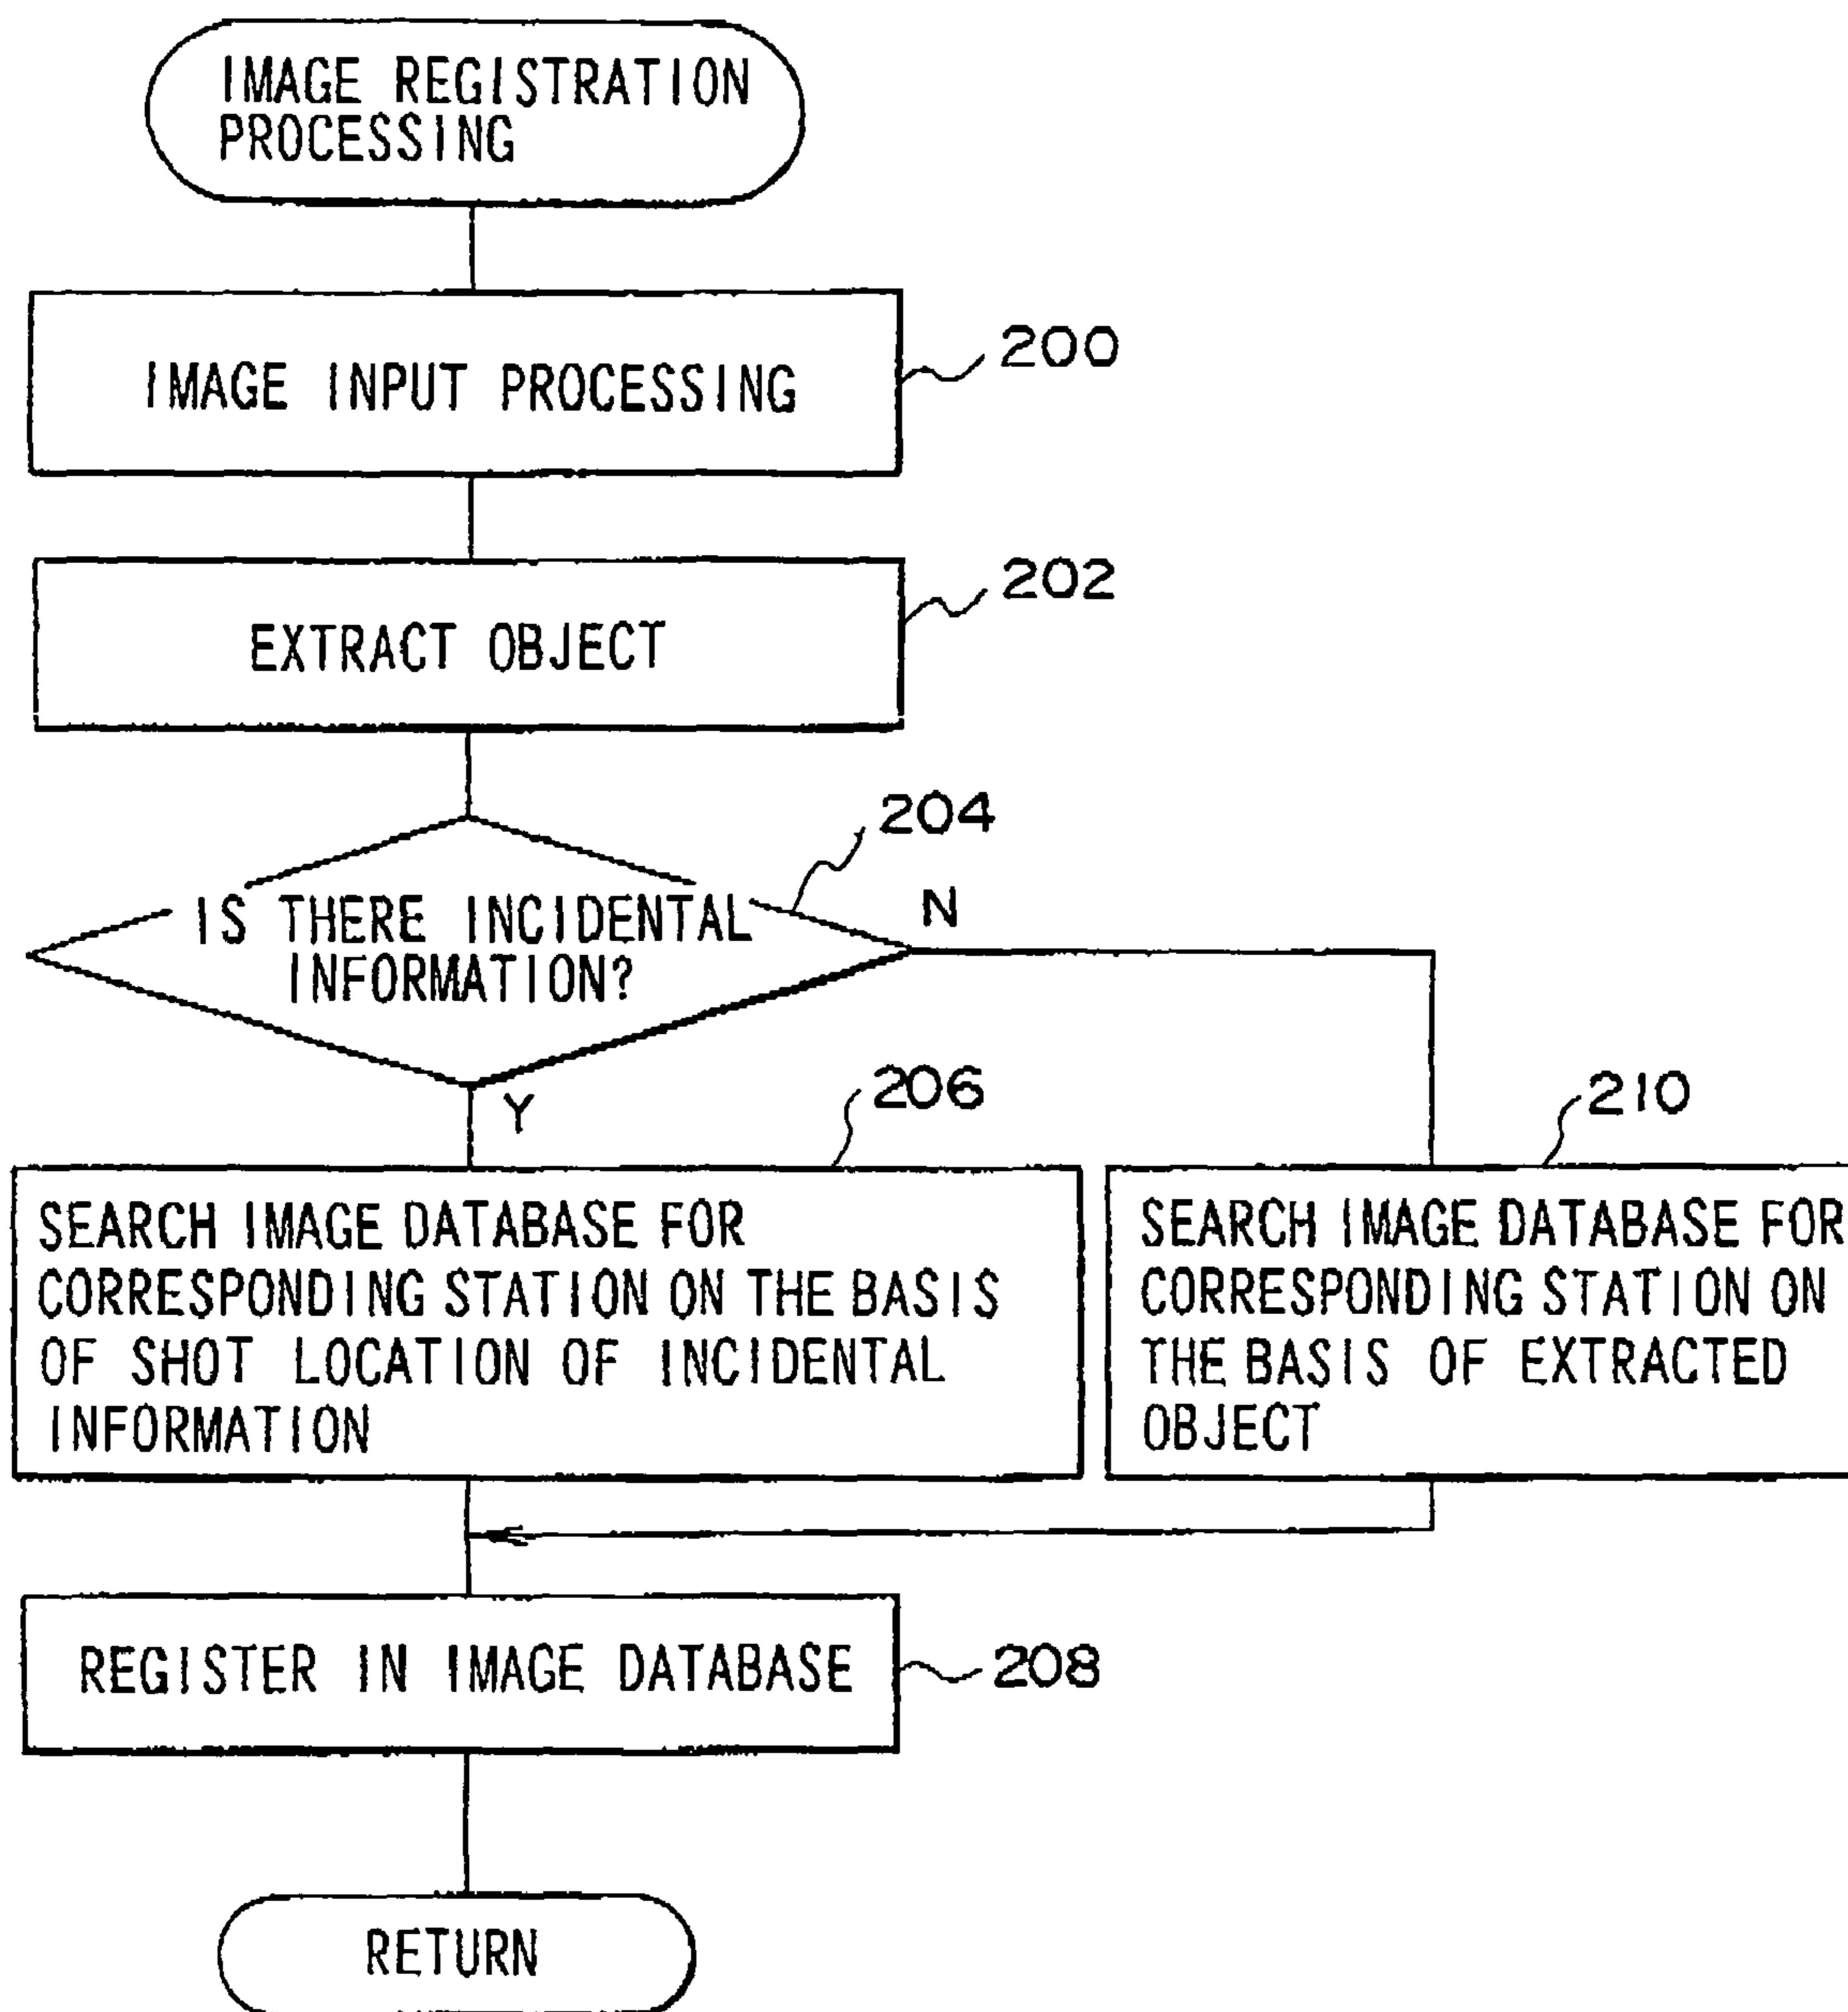 IMAGE REGISTRATION
PROCESSING
IMAGE INPUT PROCESSING
200
EXTRACT OBJECT
202
204
IS THERE INCIDENTAL
INFORMATION?
N
Y
206
SEARCH IMAGE DATABASE FOR
CORRESPONDING STATION ON THE BASIS
OF SHOT LOCATION OF INCIDENTAL
INFORMATION
210
SEARCH IMAGE DATABASE FOR
CORRESPONDING STATION ON
THE BASIS OF EXTRACTED
OBJECT
REGISTER IN IMAGE DATABASE
208
RETURN